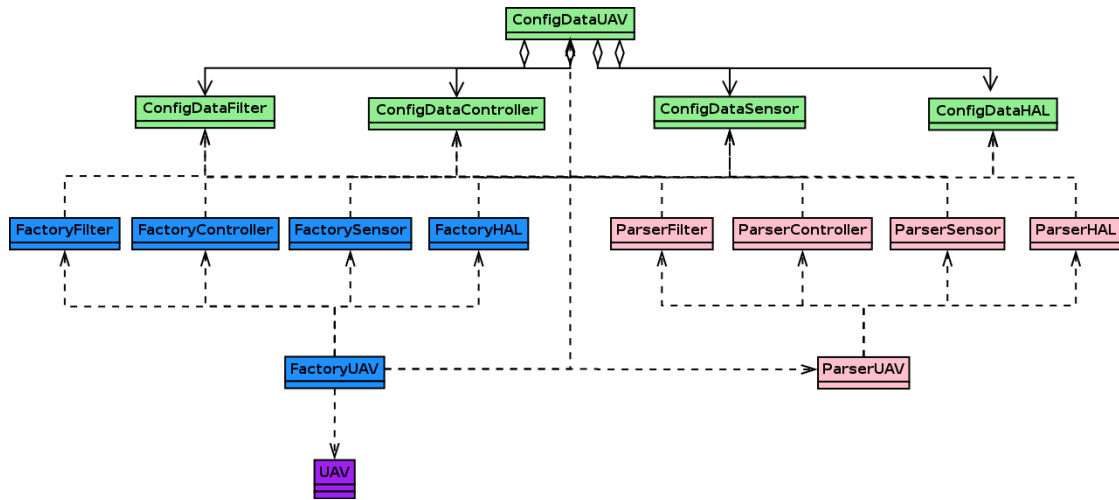 ConfigDataUAV
ConfigDataFilter
ConfigDataController
ConfigDataSensor
ConfigDataHAL
FactoryFilter
FactoryController
FactorySensor
FactoryHAL
ParserFilter
ParserController
ParserSensor
ParserHAL
FactoryUAV
ParserUAV
UAV